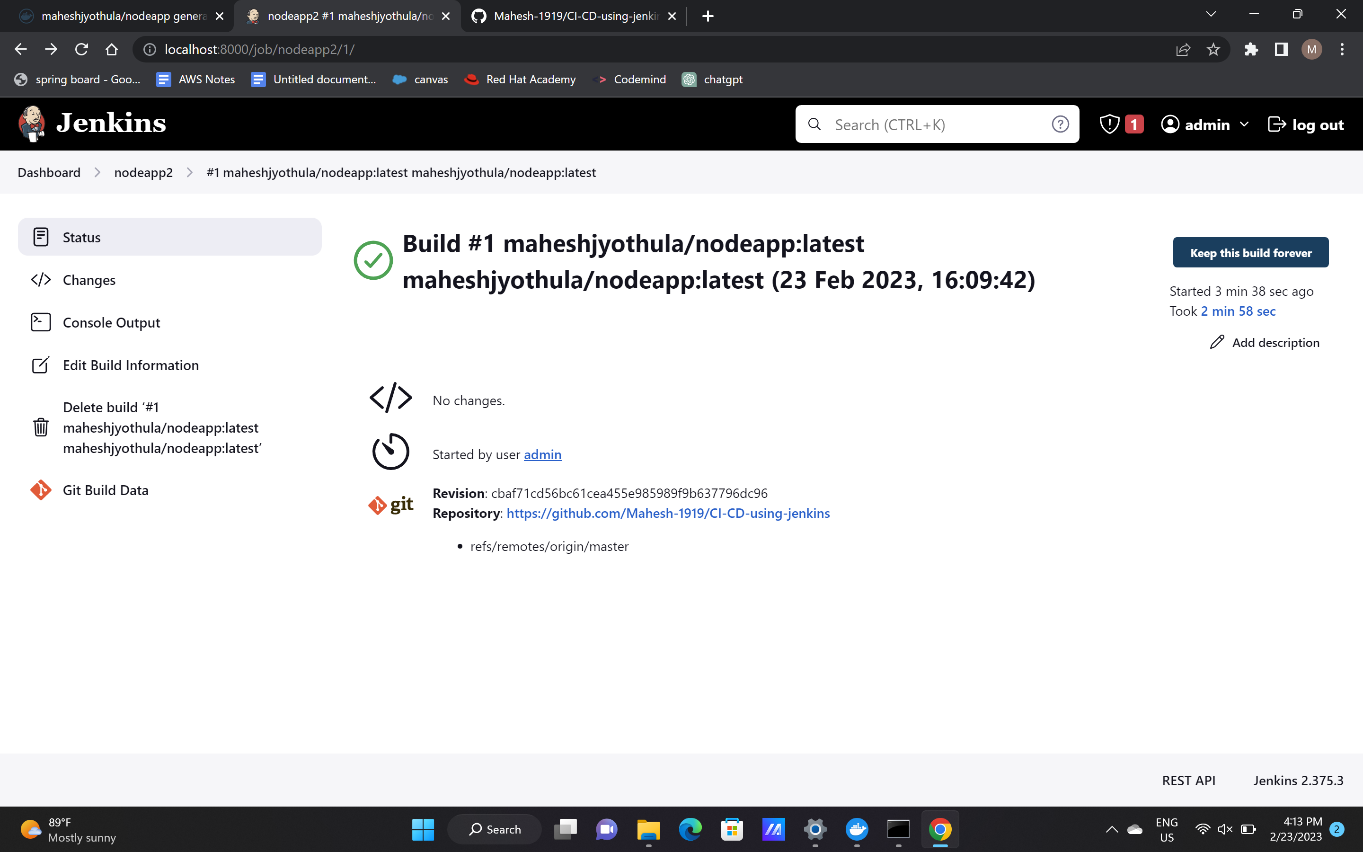 maheshjyothula/nodeapp genera
nodeapp2 #1 maheshjyothula/no
Mahesh-1919/CI-CD-using-jenkin
localhost:8000/job/nodeapp2/1/
M
spring board - Goo...
AWS Notes
Untitled document...
canvas
Red Hat Academy
Codemind
chatgpt
Jenkins
Search (CTRL+K)
1
admin
log out
Dashboard
nodeapp2
#1 maheshjyothula/nodeapp:latest maheshjyothula/nodeapp:latest
Status
Changes
Console Output
Edit Build Information
Delete build ‘#1
maheshjyothula/nodeapp:latest
maheshjyothula/nodeapp:latest’
Git Build Data
Build #1 maheshjyothula/nodeapp:latest
maheshjyothula/nodeapp:latest (23 Feb 2023, 16:09:42)
Keep this build forever
Started 3 min 38 sec ago
Took 2 min 58 sec
Add description
No changes.
Started by user admin
git
Revision: cbaf71cd56bc61cea455e985989f9b637796dc96
Repository: https://github.com/Mahesh-1919/CI-CD-using-jenkins
refs/remotes/origin/master
REST API
Jenkins 2.375.3
89°F
Mostly sunny
Search
ENG
US
4:13 PM
2/23/2023
2